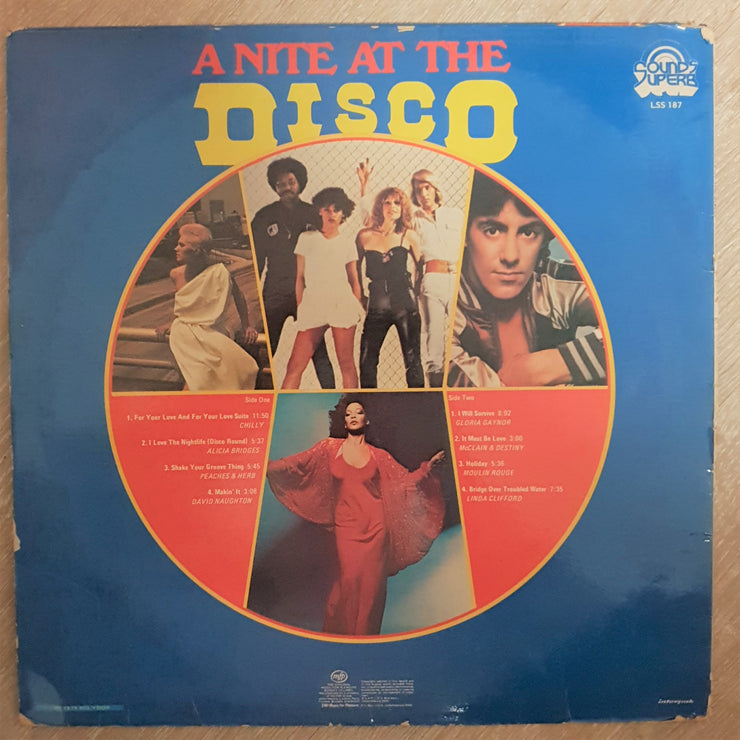 A NITE AT THE
DISCO
SOUNDS
SUPERB
LSS 187
Side One
1. For Your Love And For Your Love Suite 11:50
CHILLY
2. I Love The Nightlife (Disco Round) 5:37
ALICIA BRIDGES
3. Shake Your Groove Thing 5:45
PEACHES & HERB
4. Makin' It 3:06
DAVID NAUGHTON
Side Two
1. I Will Survive 8:02
GLORIA GAYNOR
2. It Must Be Love 3:00
McCLAIN & DESTINY
3. Holiday 5:36
MOULIN ROUGE
4. Bridge Over Troubled Water 7:35
LINDA CLIFFORD
mfp